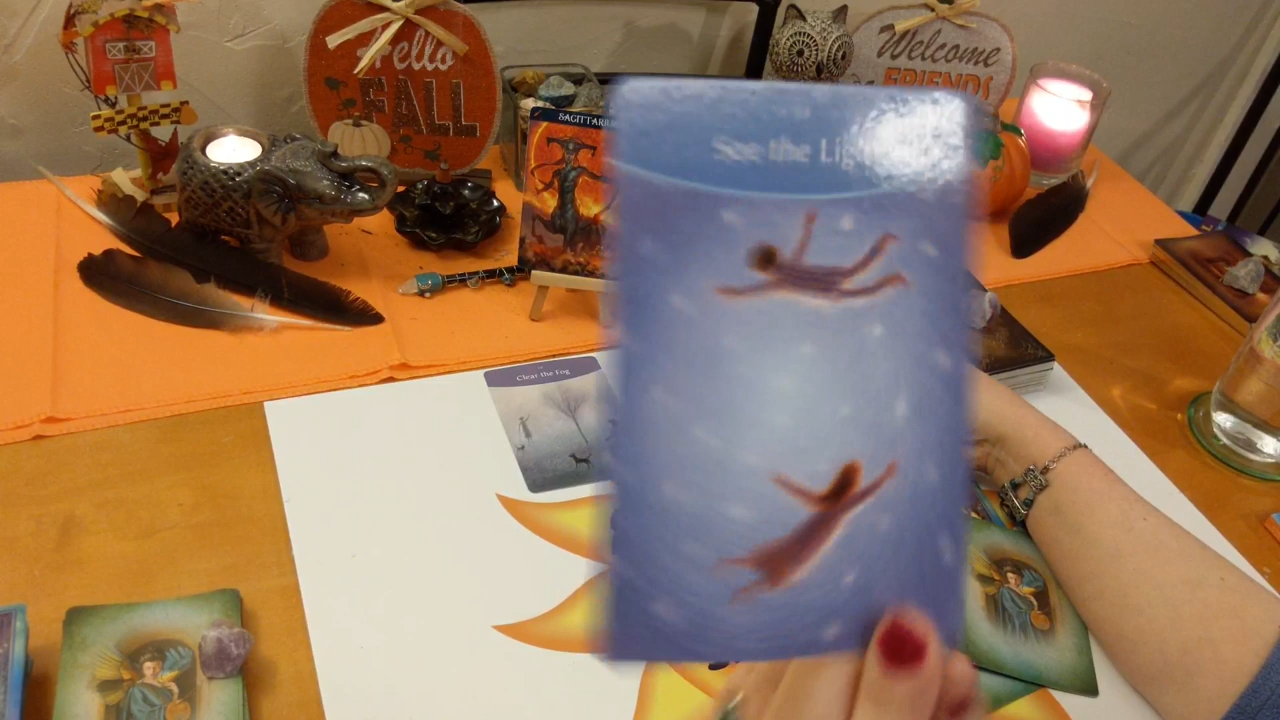 Hello
FALL
Welcome
FRIENDS
SAGITTARIUS
See the Light
Clear the Fog